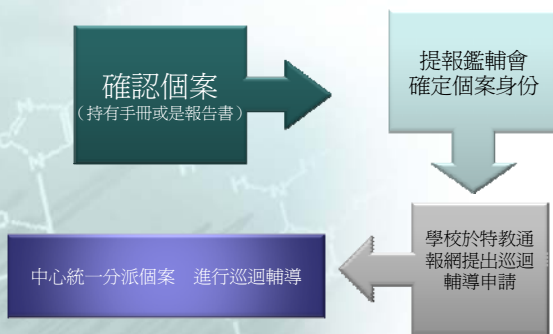 確認個案
（持有手冊或是報告書）
提報鑑輔會
確定個案身份
學校於特教通
報網提出巡迴
輔導申請
中心統一分派個案　進行巡迴輔導